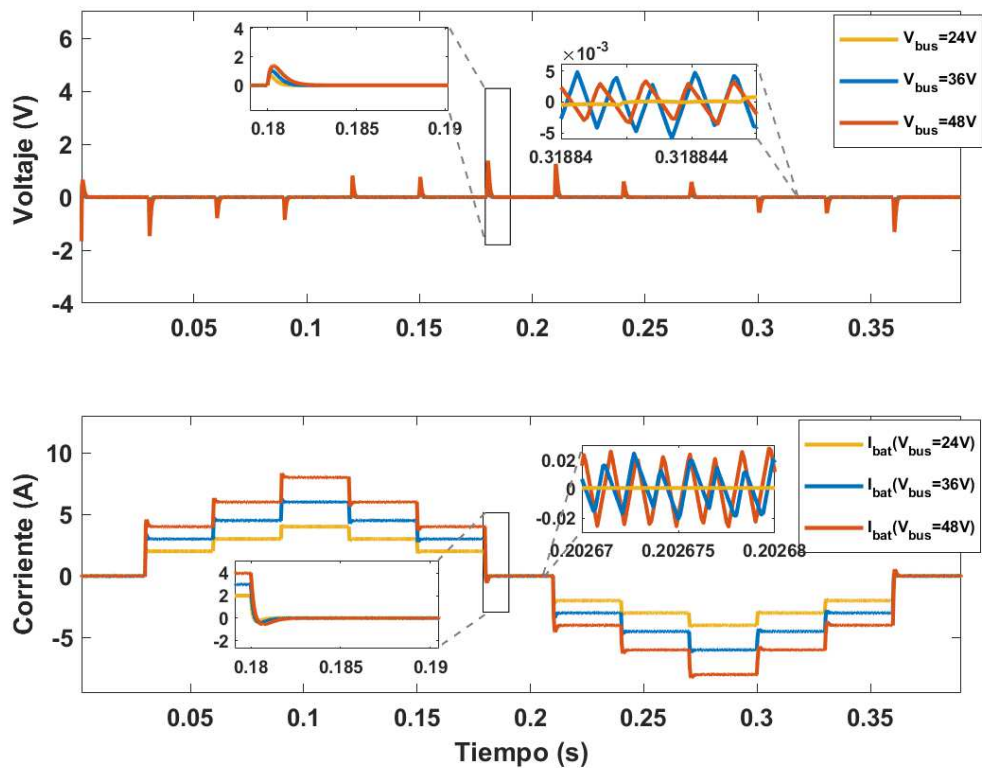 6
4
2
0
-2
-4
Voltaje (V)
4
2
0
0.18 0.185 0.19
×10⁻³
5
0
-5
0.31884 0.318844
V_bus=24V
V_bus=36V
V_bus=48V
0.05 0.1 0.15 0.2 0.25 0.3 0.35
10
5
0
-5
Corriente (A)
0.02
0
-0.02
0.20267 0.202675 0.20268
I_bat(V_bus=24V)
I_bat(V_bus=36V)
I_bat(V_bus=48V)
4
2
0
-2
0.18 0.185 0.19
0.05 0.1 0.15 0.2 0.25 0.3 0.35
Tiempo (s)